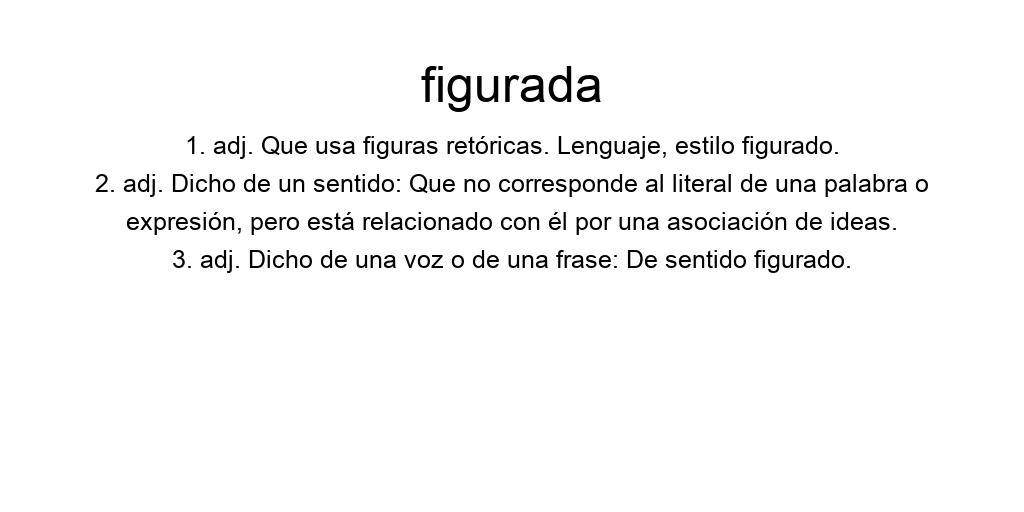 figurada
1. adj. Que usa figuras retóricas. Lenguaje, estilo figurado.
2. adj. Dicho de un sentido: Que no corresponde al literal de una palabra o
expresión, pero está relacionado con él por una asociación de ideas.
3. adj. Dicho de una voz o de una frase: De sentido figurado.